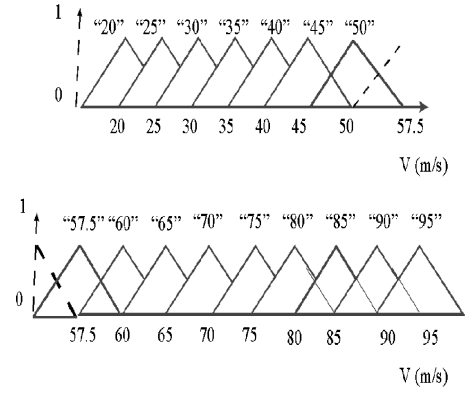 1
“20” “25” “30” “35” “40” “45” “50”
0
20 25 30 35 40 45 50 57.5
V (m/s)
1
“57.5” “60” “65” “70” “75” “80” “85” “90” “95”
0
57.5 60 65 70 75 80 85 90 95
V (m/s)